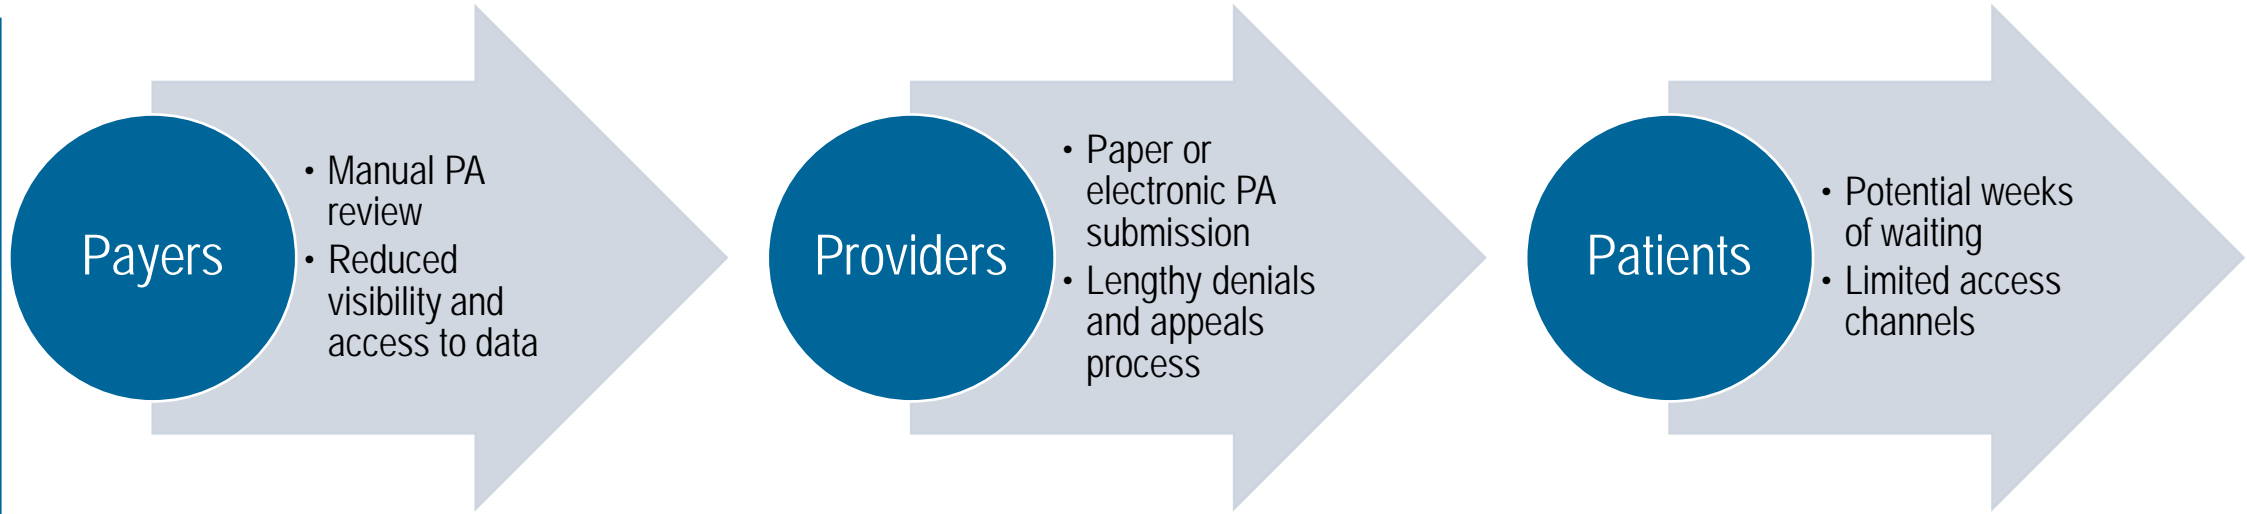 Payers
• Manual PA
review
• Reduced
visibility and
access to data
Providers
• Paper or
electronic PA
submission
• Lengthy denials
and appeals
process
Patients
• Potential weeks
of waiting
• Limited access
channels